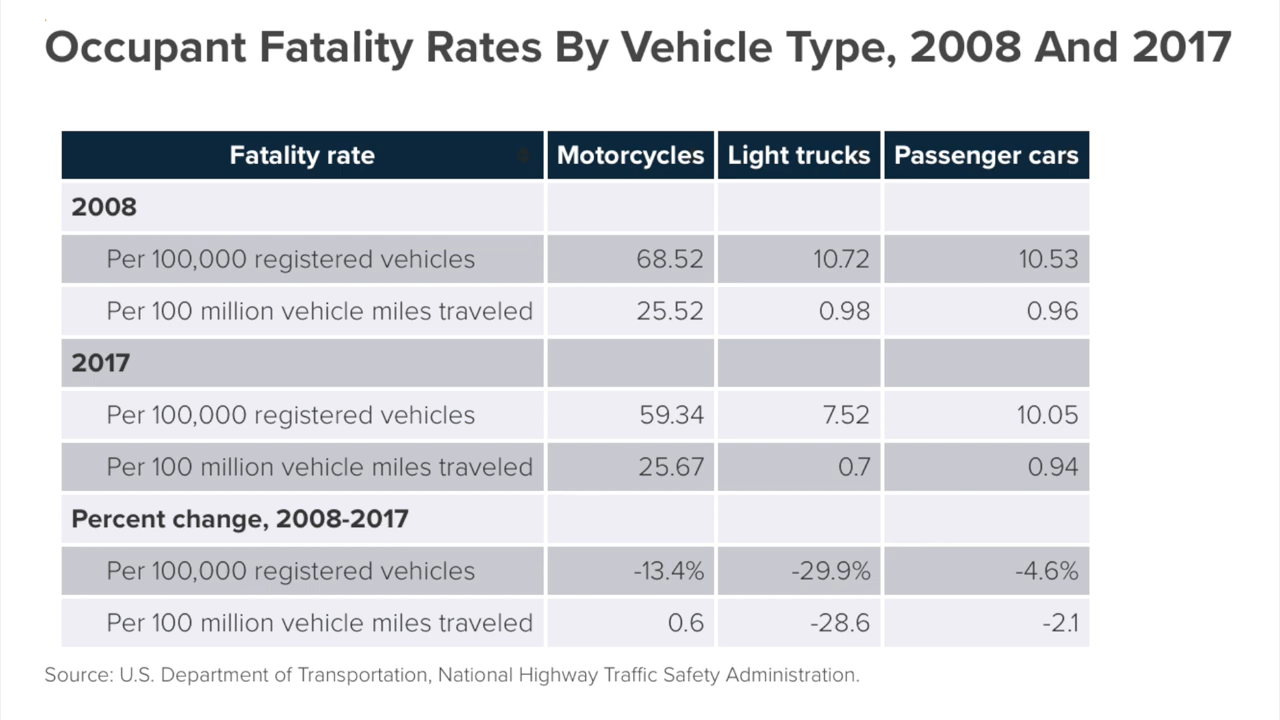 Occupant Fatality Rates By Vehicle Type, 2008 And 2017
Fatality rate Motorcycles Light trucks Passenger cars
2008
Per 100,000 registered vehicles 68.52 10.72 10.53
Per 100 million vehicle miles traveled 25.52 0.98 0.96
2017
Per 100,000 registered vehicles 59.34 7.52 10.05
Per 100 million vehicle miles traveled 25.67 0.7 0.94
Percent change, 2008-2017
Per 100,000 registered vehicles -13.4% -29.9% -4.6%
Per 100 million vehicle miles traveled 0.6 -28.6 -2.1
Source: U.S. Department of Transportation, National Highway Traffic Safety Administration.